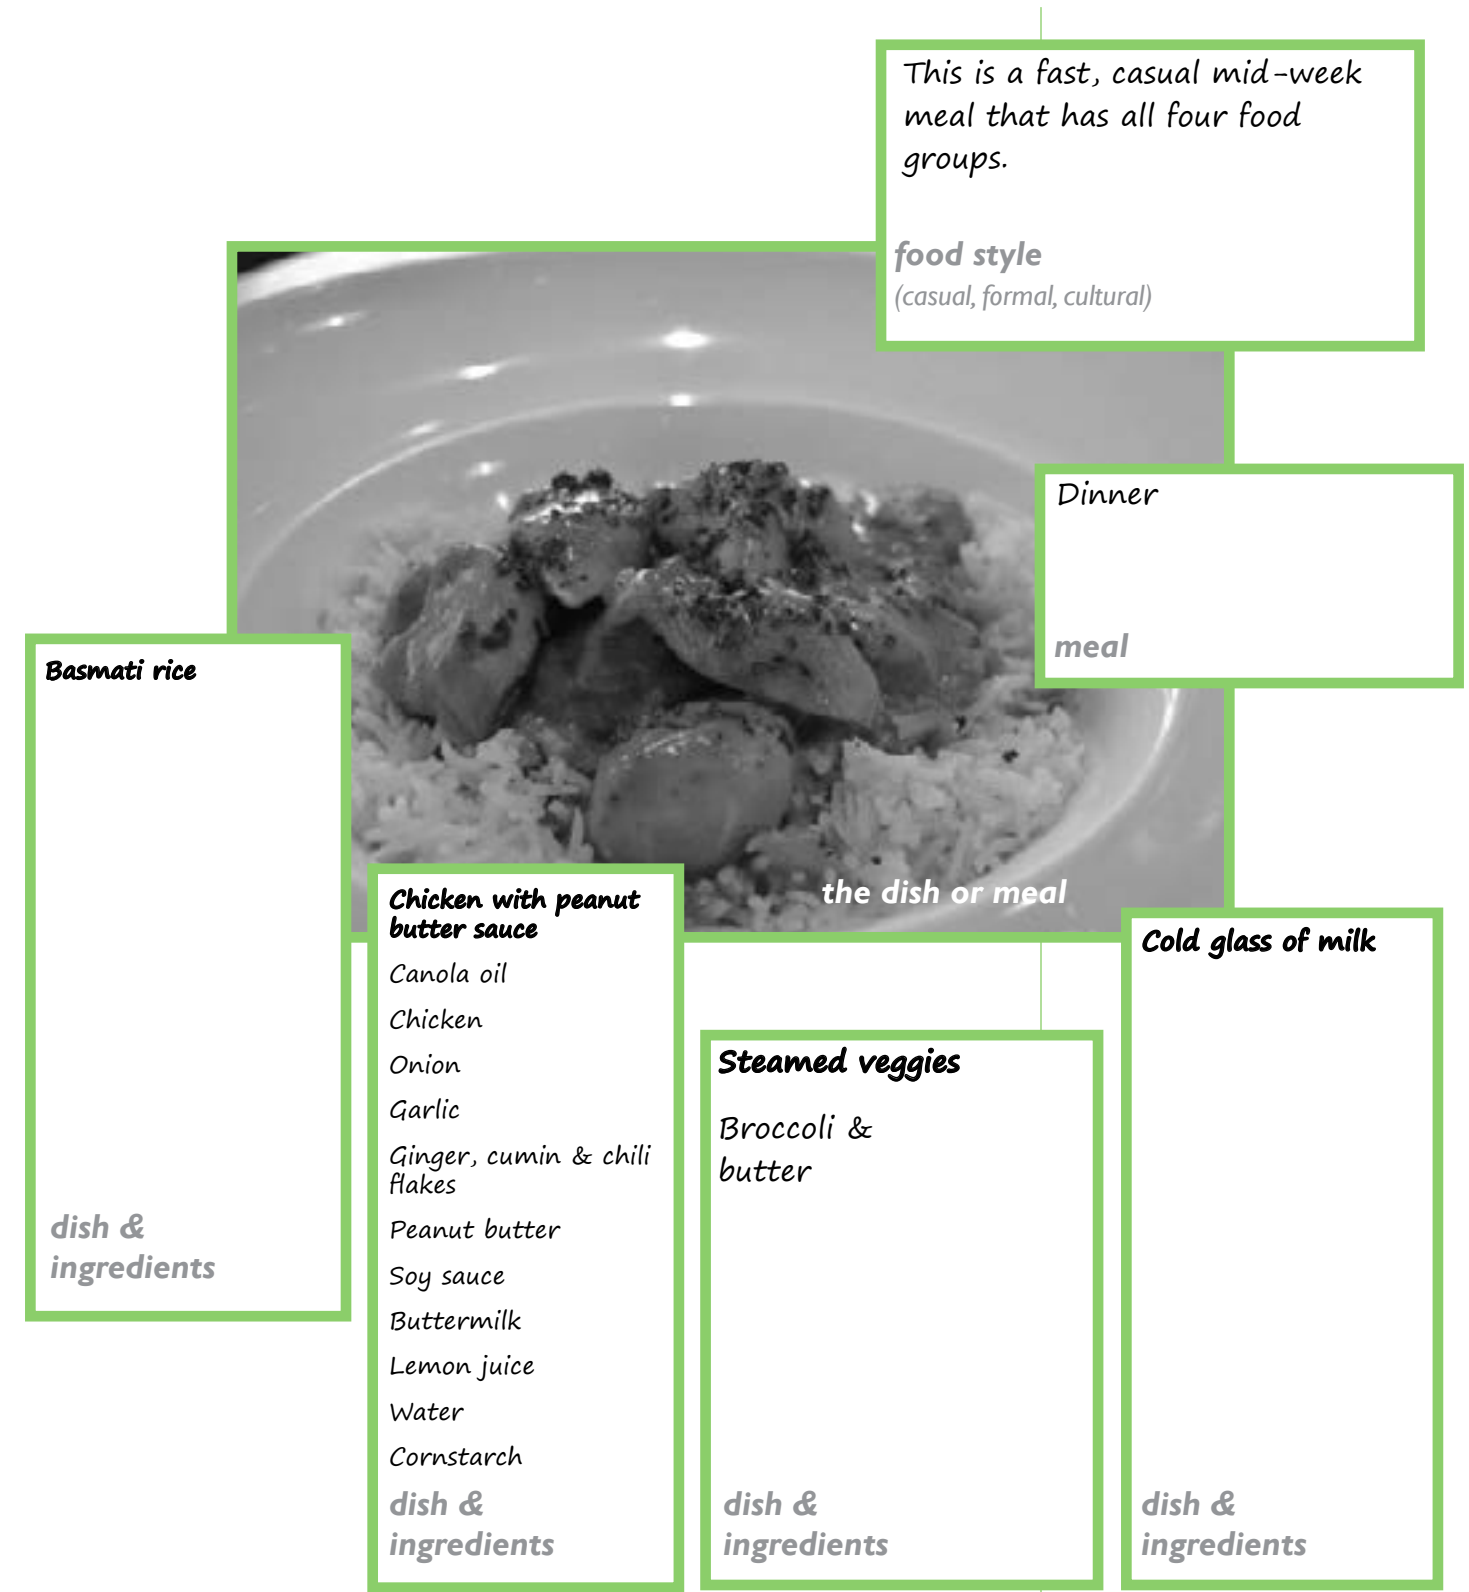 This is a fast, casual mid-week
meal that has all four food
groups.
food style
(casual, formal, cultural)
Dinner
meal
the dish or meal
Basmati rice
dish &
ingredients
Chicken with peanut
butter sauce
Canola oil
Chicken
Onion
Garlic
Ginger, cumin & chili
flakes
Peanut butter
Soy sauce
Buttermilk
Lemon juice
Water
Cornstarch
dish &
ingredients
Steamed veggies
Broccoli &
butter
dish &
ingredients
Cold glass of milk
dish &
ingredients